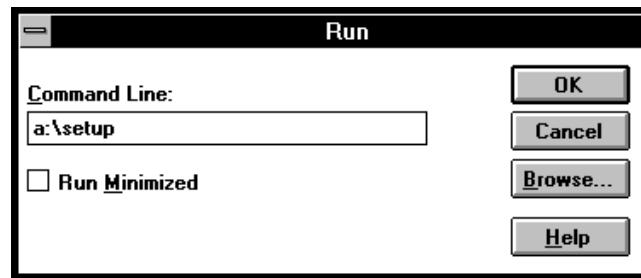 Run
Command Line:
a:\setup
Run Minimized
OK
Cancel
Browse...
Help